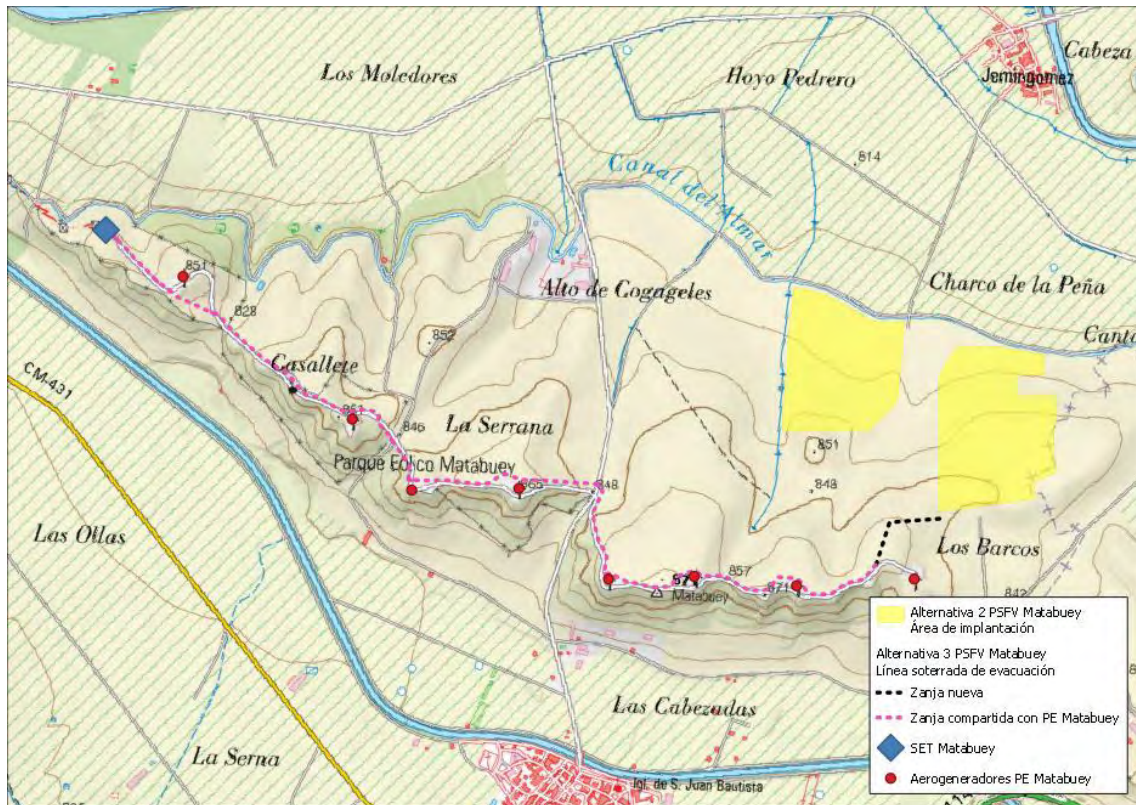 Los Moledores
Hoyo Pedrero
Cabeza
Jemingómez
814
Canal del Almar
851
828
852
Alto de Cogageles
Charco de la Peña
Canto
CM-431
Casallete
846
La Serrana
Parque Eólico Matabuey
865
848
851
848
Las Ollas
Los Barcos
857
871
Matabuey
842
Las Cabezadas
La Serna
Igl. de S. Juan Bautista
Alternativa 2 PSFV Matabuey
Área de implantación
Alternativa 3 PSFV Matabuey
Línea soterrada de evacuación
Zanja nueva
Zanja compartida con PE Matabuey
SET Matabuey
Aerogeneradores PE Matabuey